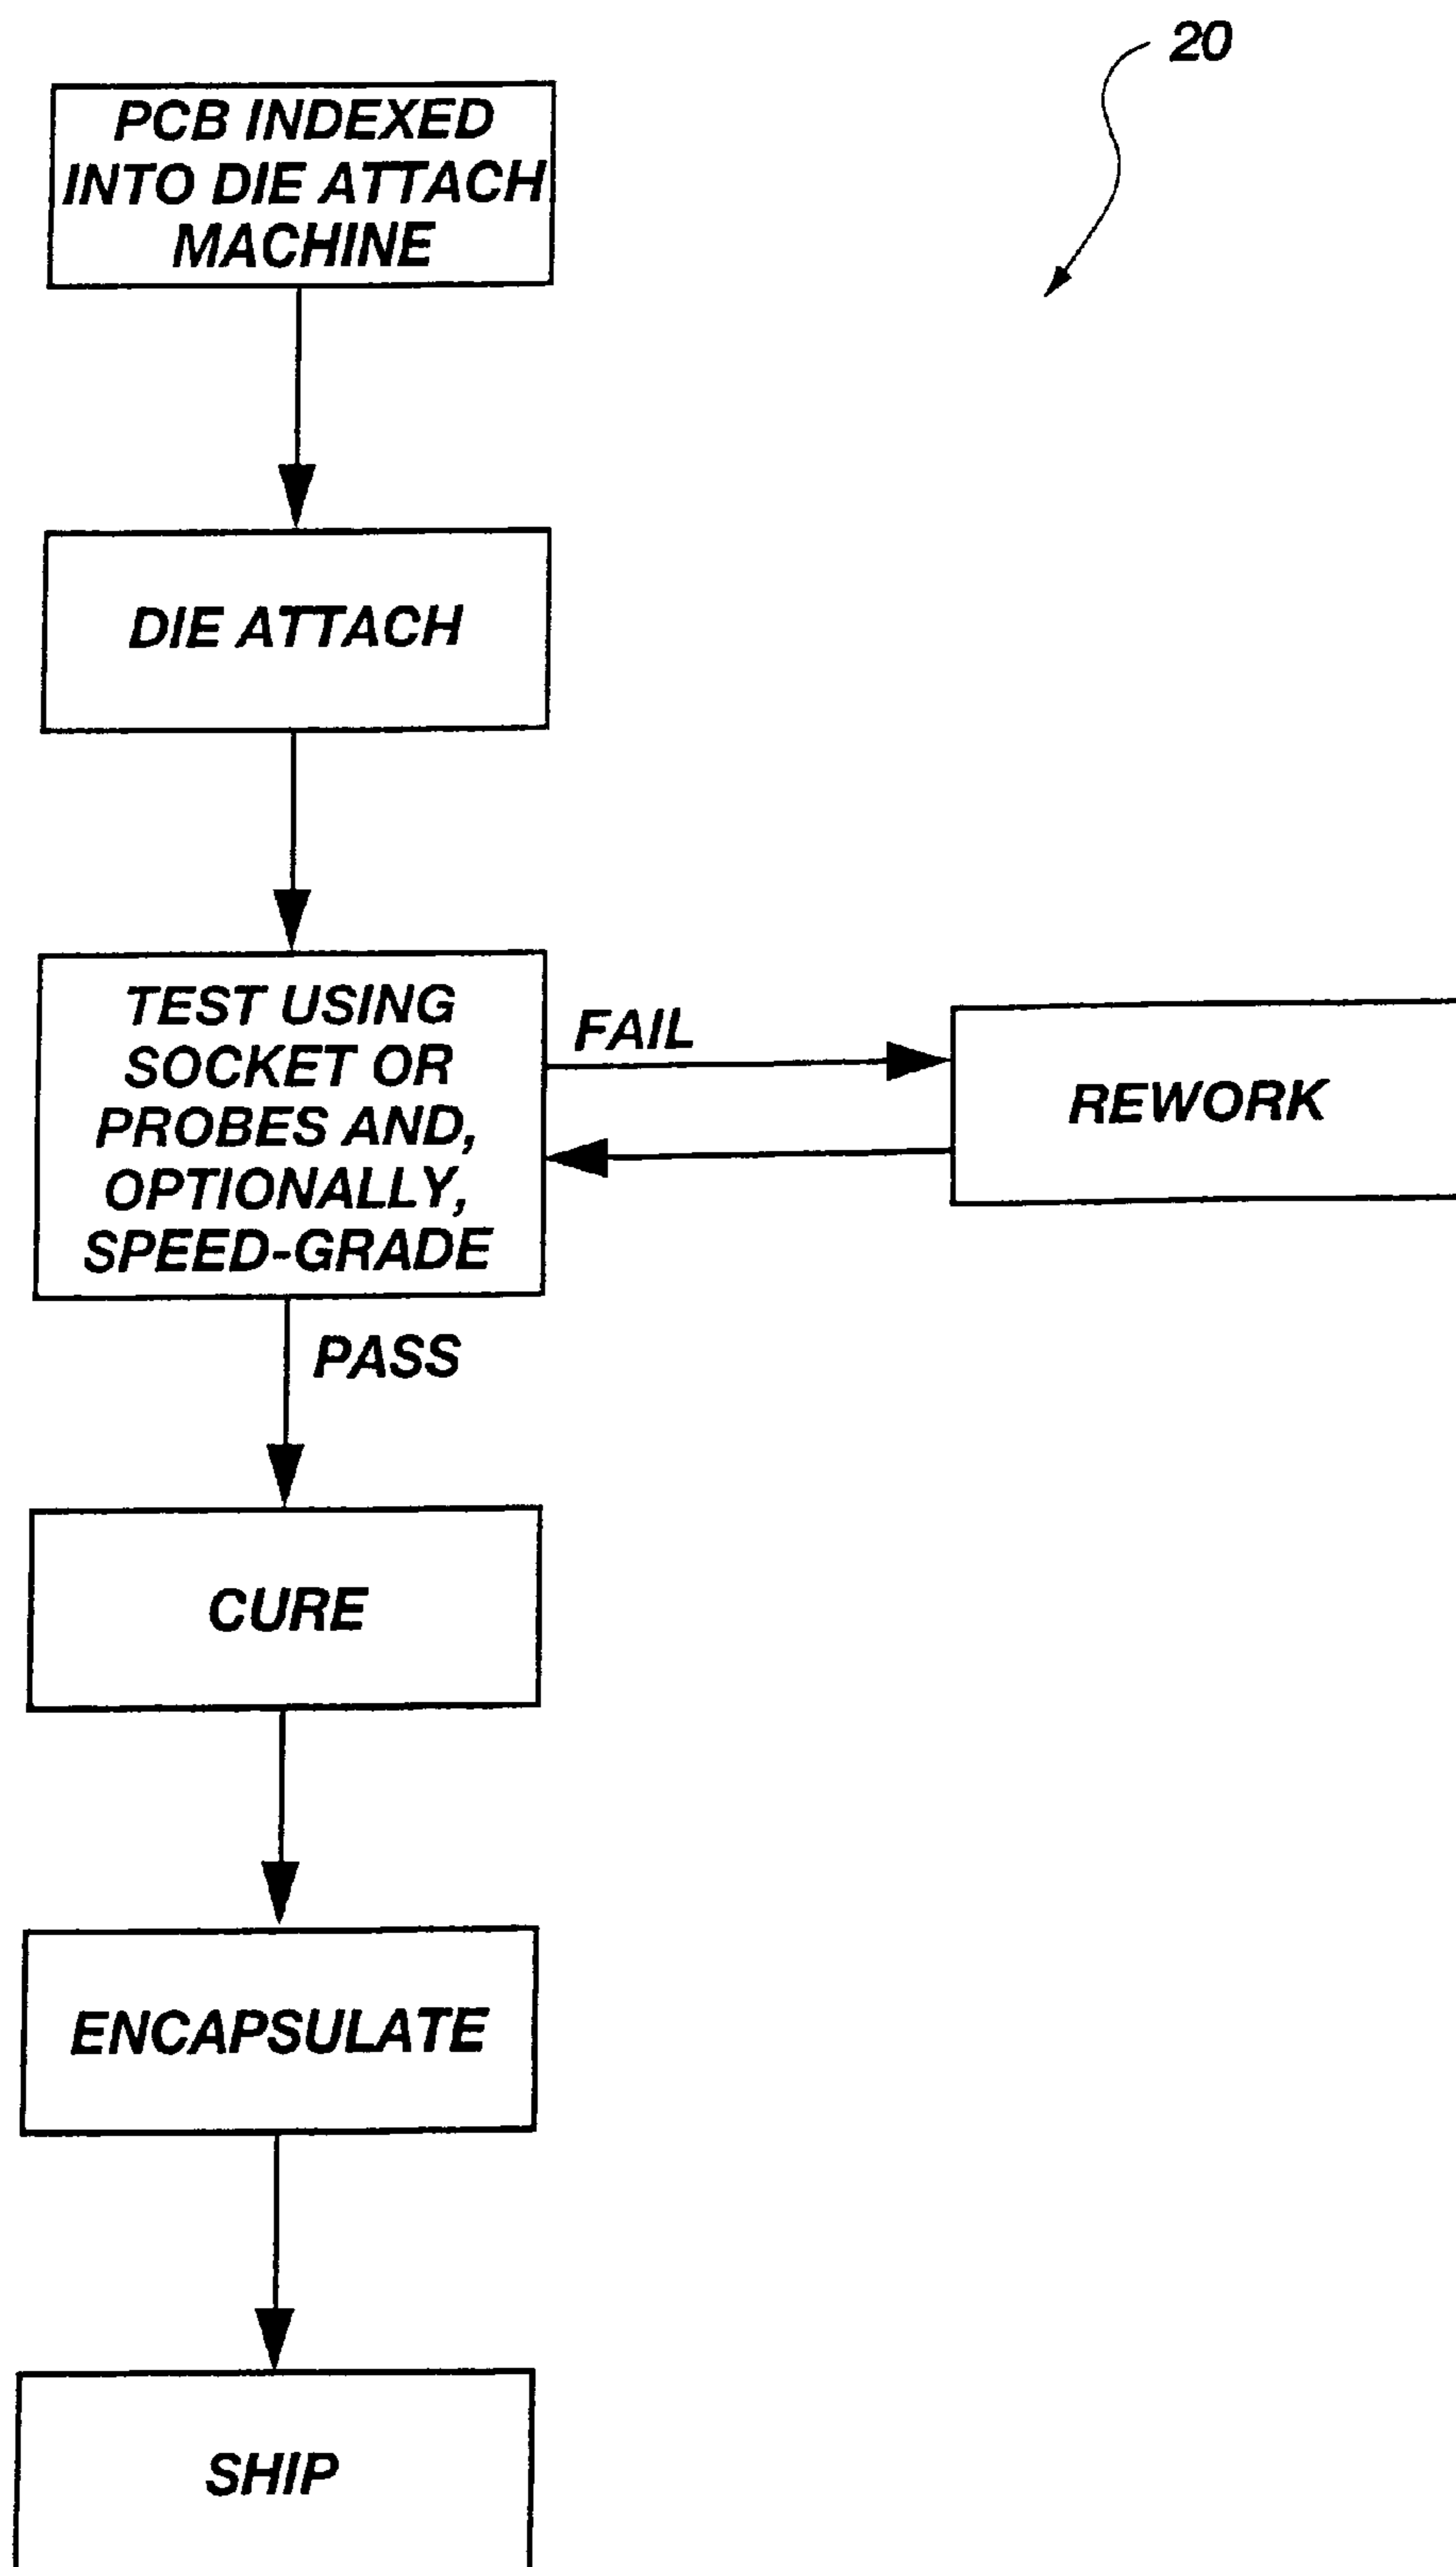 20
PCB INDEXED
INTO DIE ATTACH
MACHINE
DIE ATTACH
TEST USING
SOCKET OR
PROBES AND,
OPTIONALLY,
SPEED-GRADE
FAIL
REWORK
PASS
CURE
ENCAPSULATE
SHIP